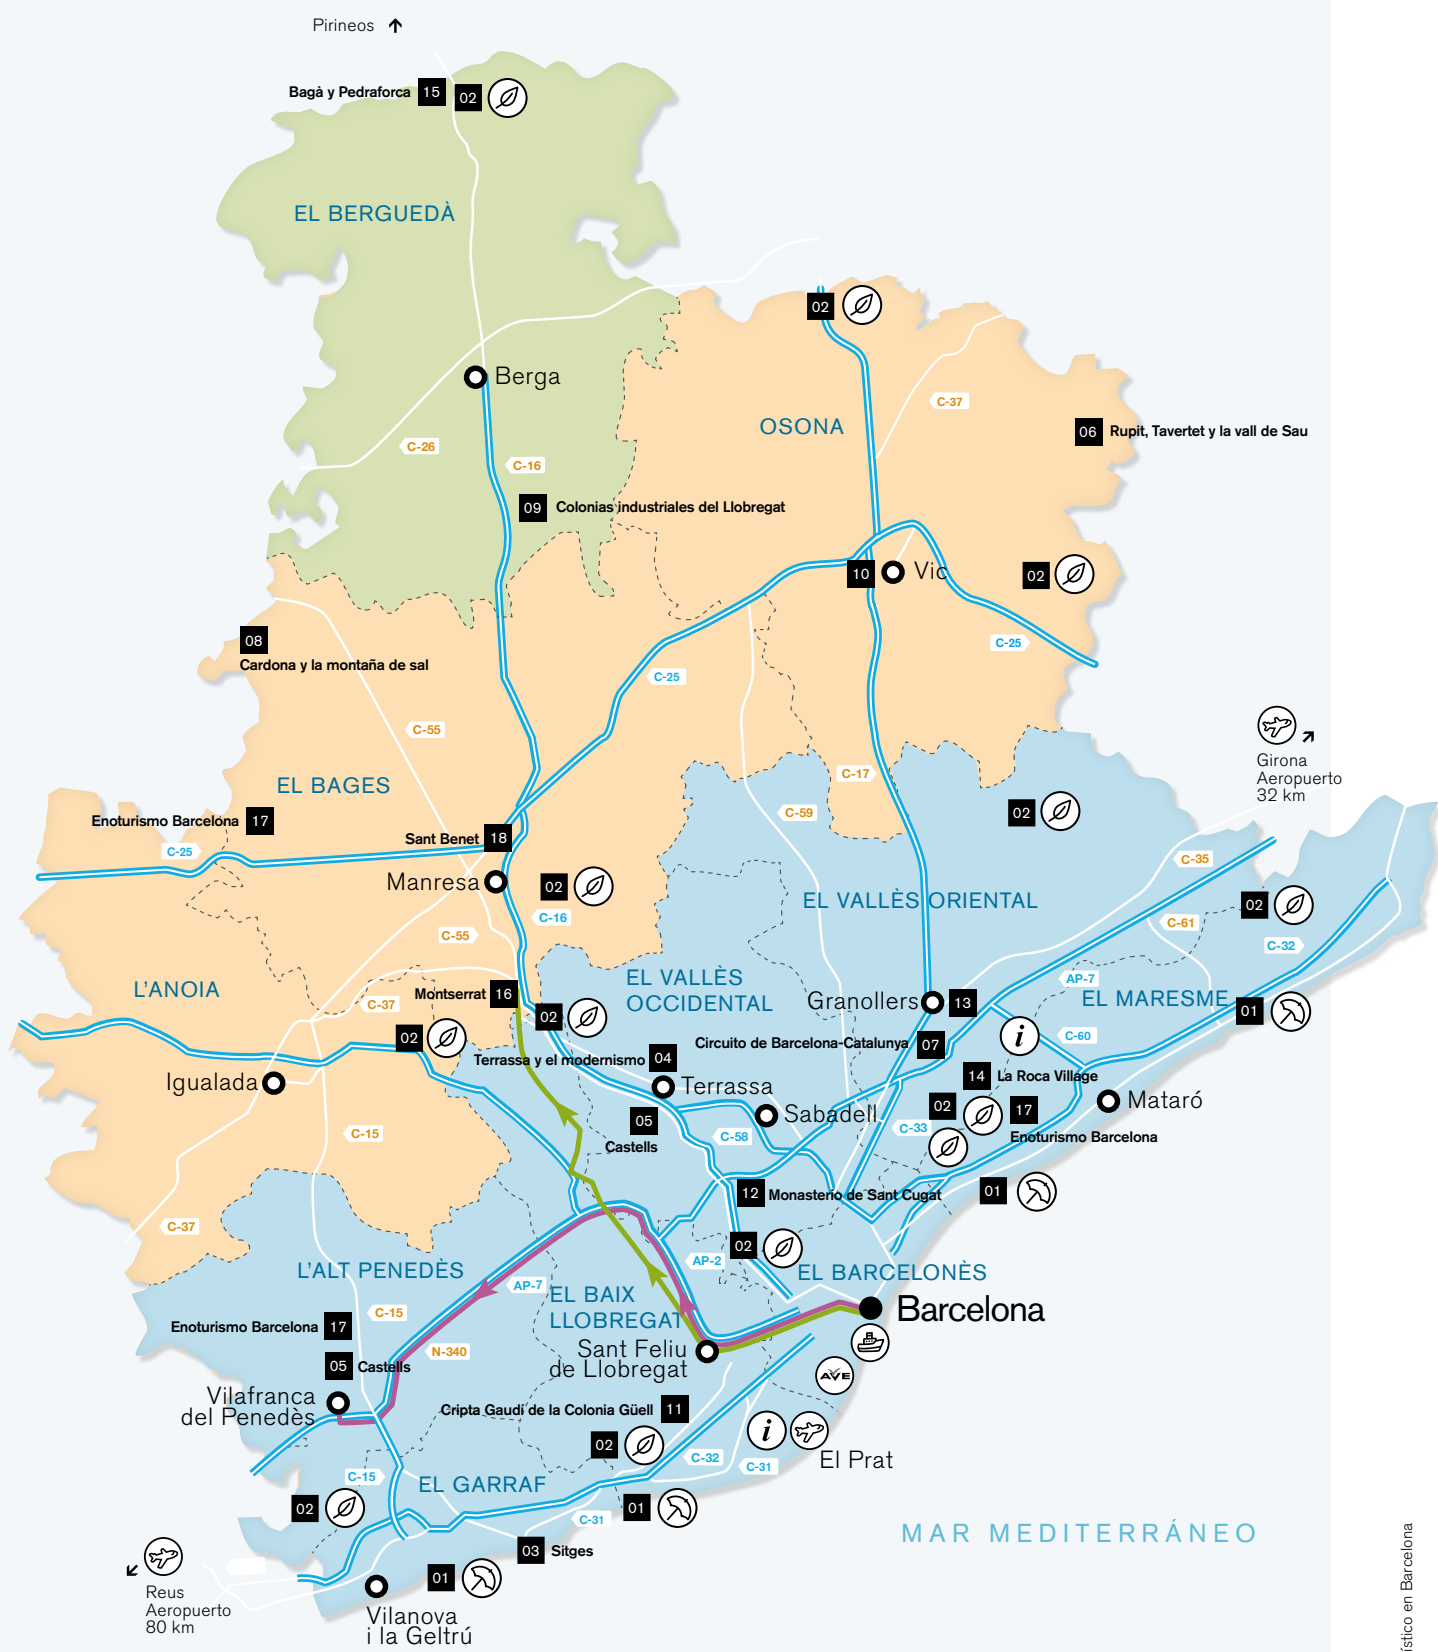 Pirineos
Bagà y Pedraforca 15 02
EL BERGUEDÀ
02
Berga
C-37
OSONA
06 Rupit, Tavertet y la vall de Sau
C-26
C-16
09 Colonias industriales del Llobregat
10 Vic
02
08
Cardona y la montaña de sal
C-25
C-25
C-55
Girona
Aeropuerto
32 km
C-17
EL BAGES
C-59
02
Enoturismo Barcelona 17
Sant Benet 18
C-25
C-35
Manresa
02
C-16
EL VALLÈS ORIENTAL
02
C-61
C-55
C-32
L'ANOIA
EL VALLÈS
OCCIDENTAL
AP-7
Montserrat 16
C-37
Granollers 13
EL MARESME
01
02
02
i
C-60
Terrassa y el modernismo 04
Circuito de Barcelona-Catalunya 07
Igualada
Terrassa
14 La Roca Village
Sabadell
02
17
Mataró
05
Castells
C-15
C-58
C-33
Enoturismo Barcelona
12 Monasterio de Sant Cugat
01
C-37
02
AP-2
L'ALT PENEDÈS
AP-7
EL BAIX
LLOBREGAT
EL BARCELONÈS
Barcelona
C-15
Enoturismo Barcelona 17
N-340
Sant Feliu
de Llobregat
05 Castells
AVE
Vilafranca
del Penedès
Cripta Gaudí de la Colonia Güell 11
i
02
El Prat
C-32
C-31
C-15
EL GARRAF
02
01
C-31
MAR MEDITERRÁNEO
03 Sitges
Reus
Aeropuerto
80 km
01
Vilanova
i la Geltrú
ístico en Barcelona